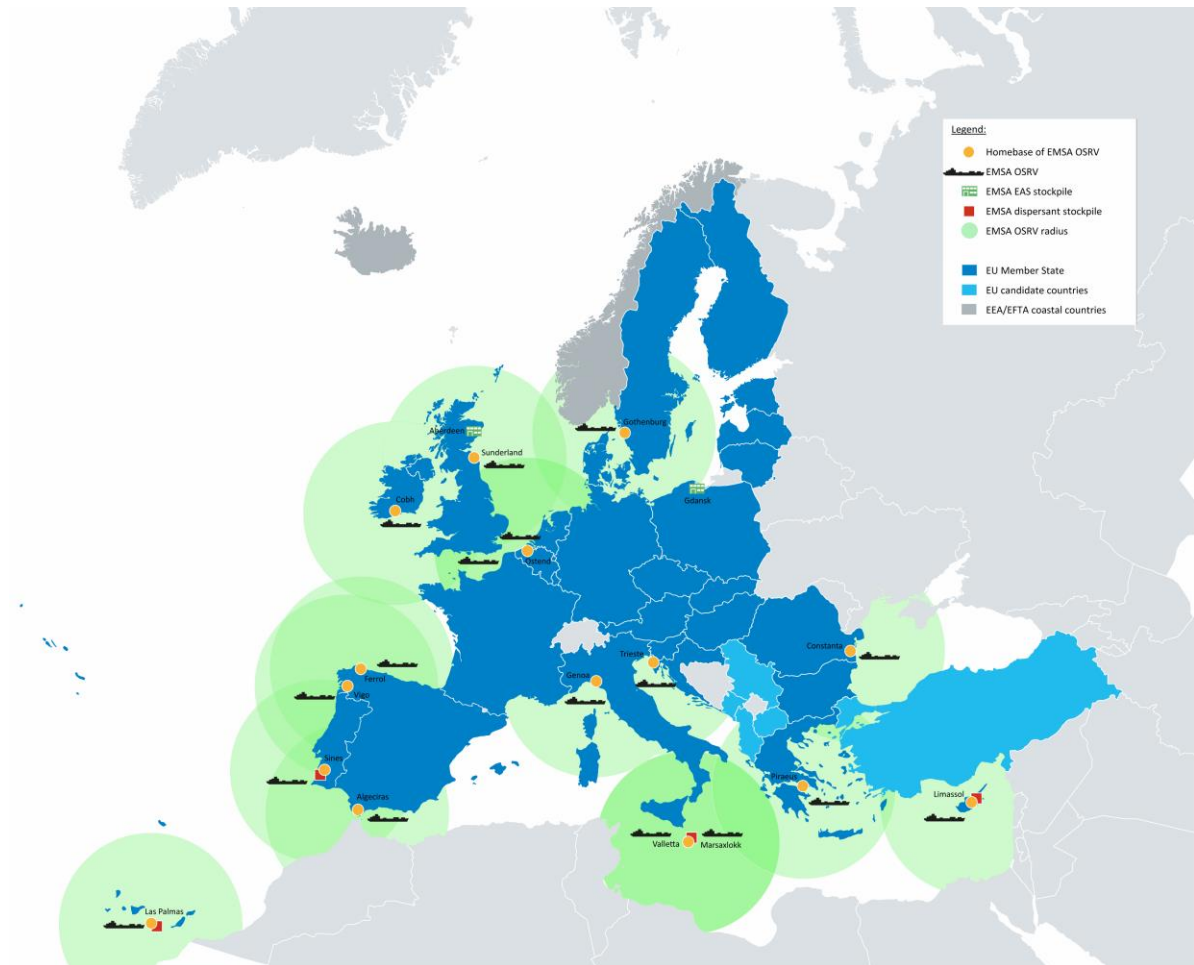 Legend:
Homebase of EMSA OSRV
EMSA OSRV
EMSA EAS stockpile
EMSA dispersant stockpile
EMSA OSRV radius
EU Member State
EU candidate countries
EEA/EFTA coastal countries
Gothenburg
Aberdeen
Sunderland
Gdansk
Cobh
Ostend
Constanta
Trieste
Ferrol
Genoa
Vigo
Sines
Piraeus
Limassol
Algeciras
Valletta
Marsaxlokk
Las Palmas